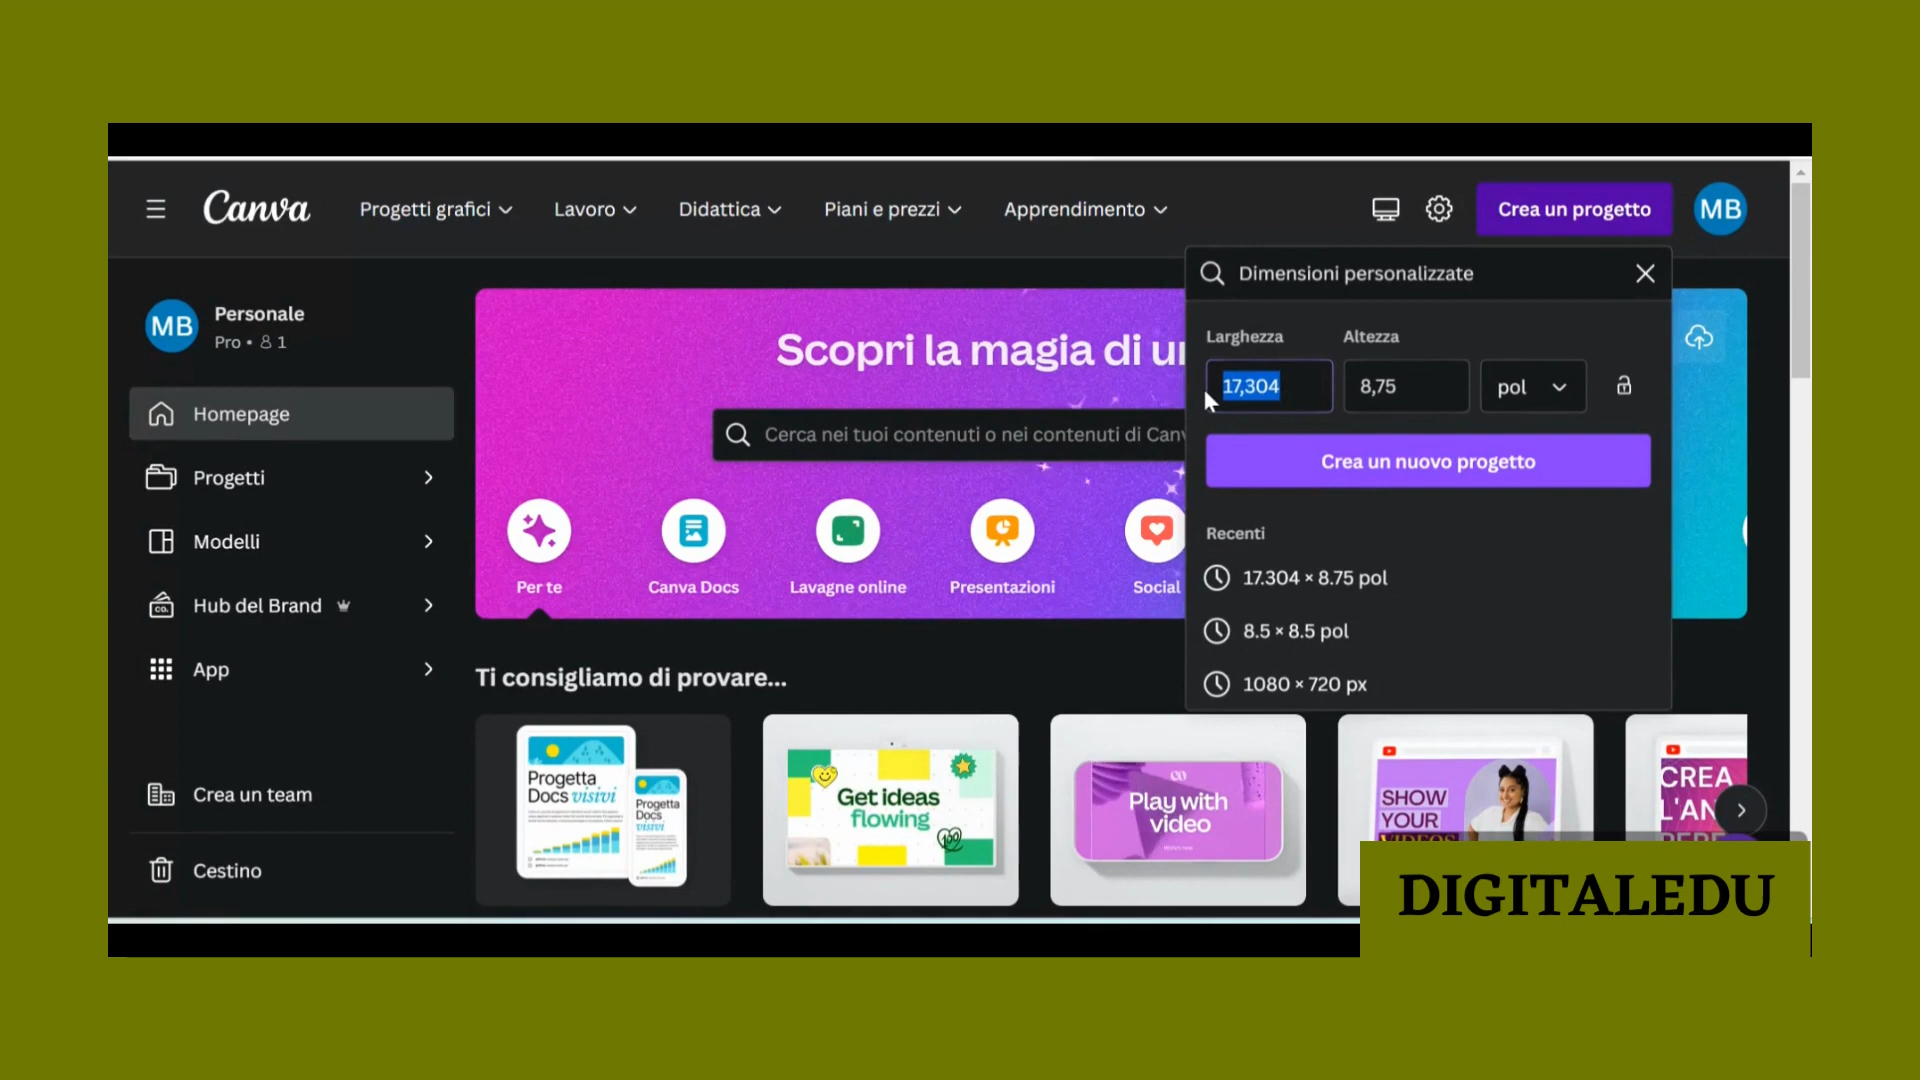 Canva
Progetti grafici
Lavoro
Didattica
Piani e prezzi
Apprendimento
Crea un progetto
MB
MB
Personale
Pro • 1
Homepage
Progetti
Modelli
Hub del Brand
App
Crea un team
Cestino
Scopri la magia di un
Cerca nei tuoi contenuti o nei contenuti di Canv
Per te
Canva Docs
Lavagne online
Presentazioni
Social
Dimensioni personalizzate
Larghezza
Altezza
17,304
8,75
pol
Crea un nuovo progetto
Recenti
17.304 × 8.75 pol
8.5 × 8.5 pol
1080 × 720 px
Ti consigliamo di provare...
Progetta
Docs visivi
Progetta
Docs
visivi
Get ideas
flowing
100
Play with
video
SHOW
YOUR
VIDEOS
CREA
L'AN
DIGITALEDU